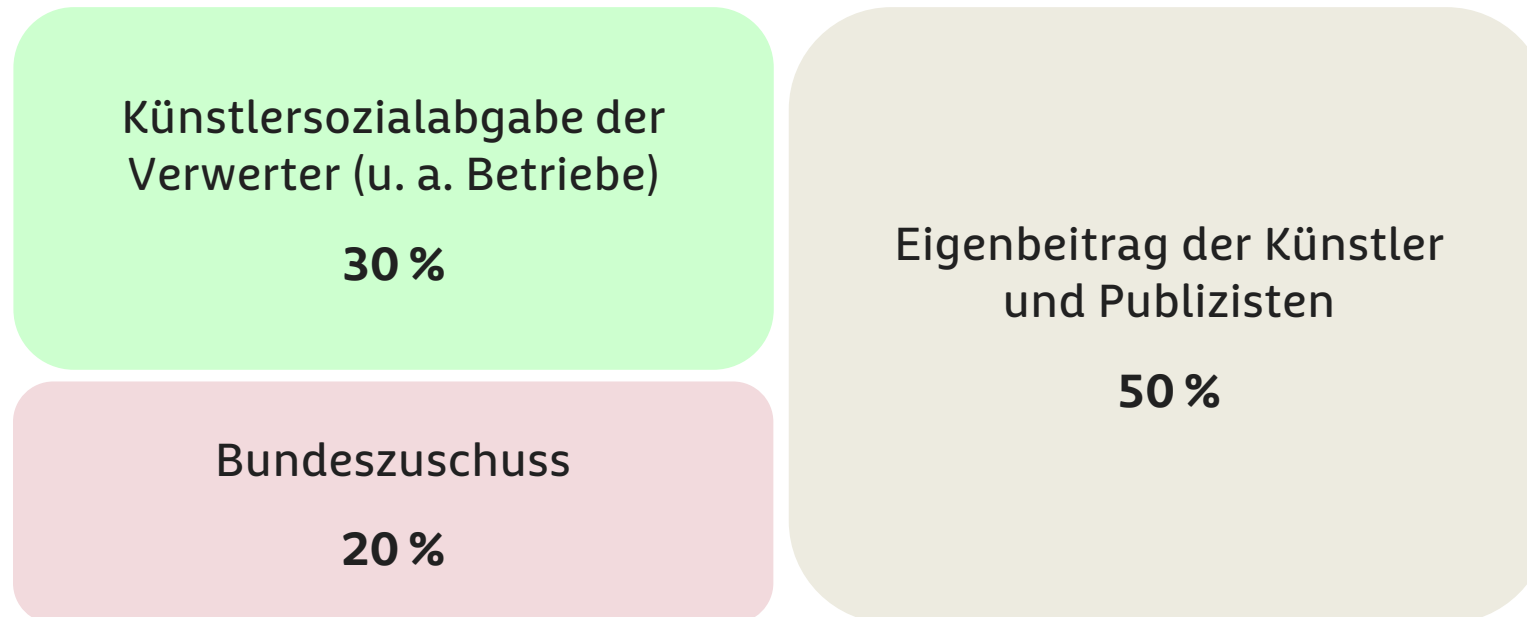 Künstlersozialabgabe der
Verwerter (u. a. Betriebe)
30 %
Bundeszuschuss
20 %
Eigenbeitrag der Künstler
und Publizisten
50 %